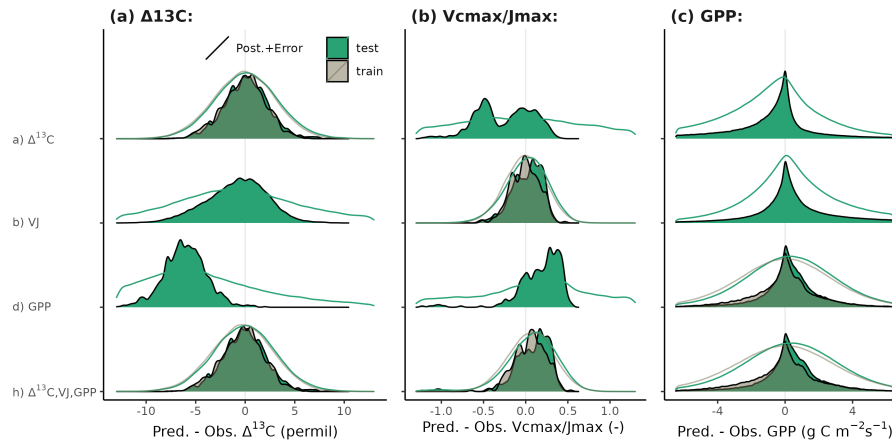 (a) Δ13C:
(b) Vcmax/Jmax:
(c) GPP:
Post.+Error
test
train
a) Δ¹³C
b) VJ
d) GPP
h) Δ¹³C,VJ,GPP
-10 -5 0 5 10
-1.0 -0.5 0.0 0.5 1.0
-4 0 4
Pred. - Obs. Δ¹³C (permil)
Pred. - Obs. Vcmax/Jmax (-)
Pred. - Obs. GPP (g C m⁻²s⁻¹)